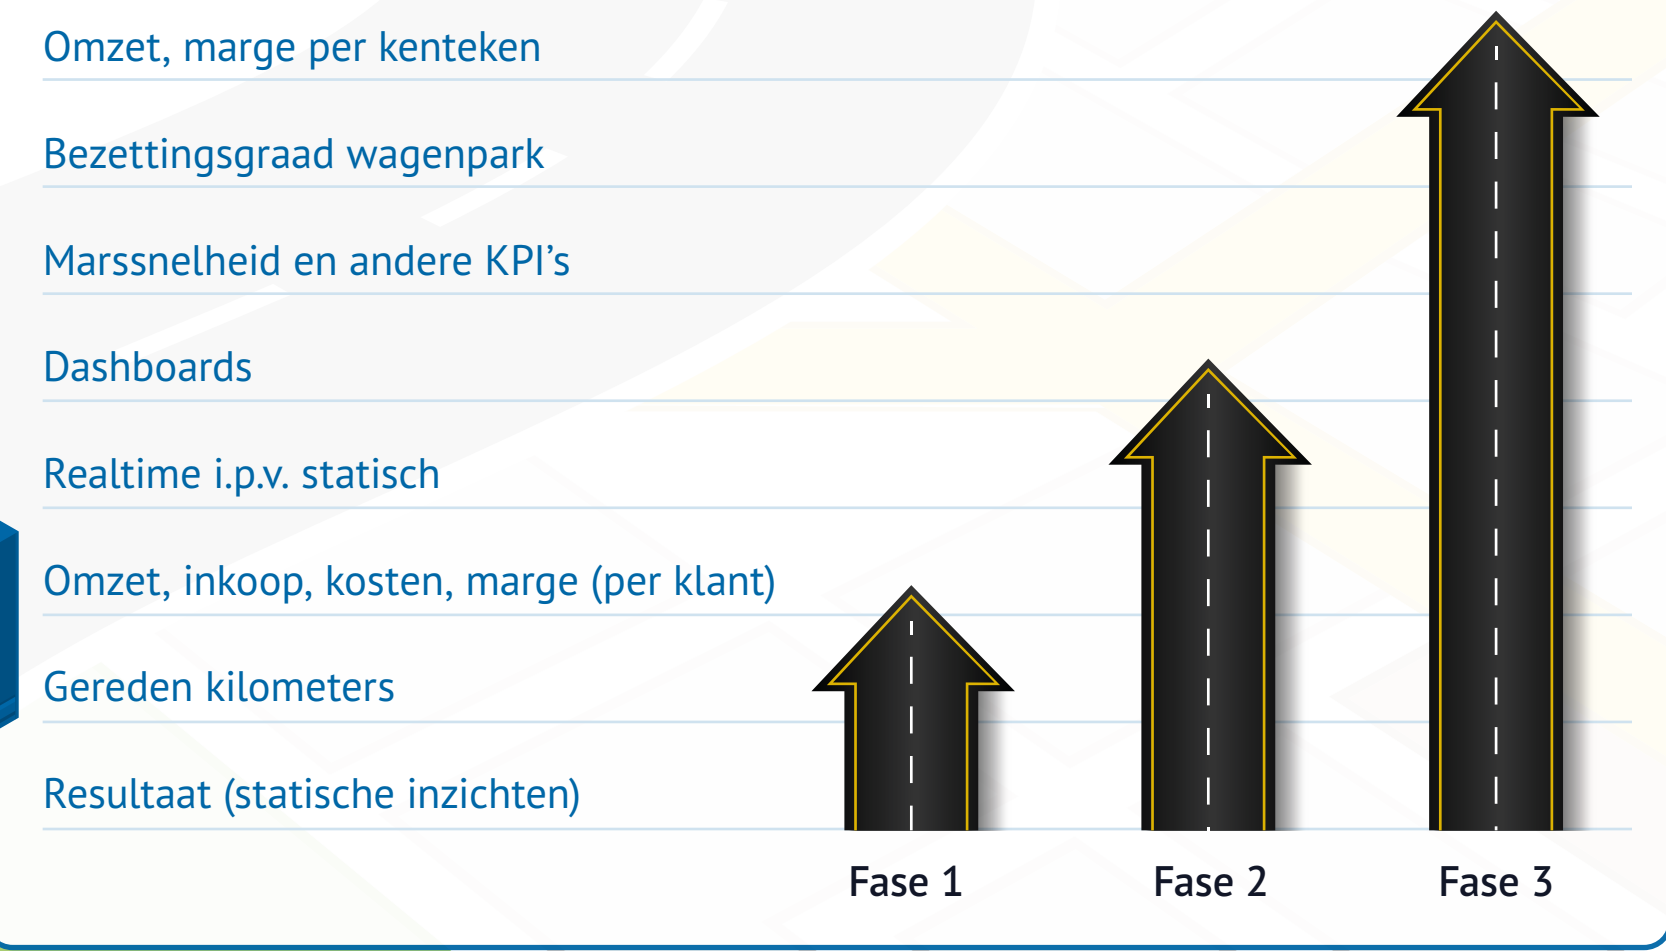 Omzet, marge per kenteken
Bezettingsgraad wagenpark
Marssnelheid en andere KPI’s
Dashboards
Realtime i.p.v. statisch
Omzet, inkoop, kosten, marge (per klant)
Gereden kilometers
Resultaat (statische inzichten)
Fase 1 Fase 2 Fase 3